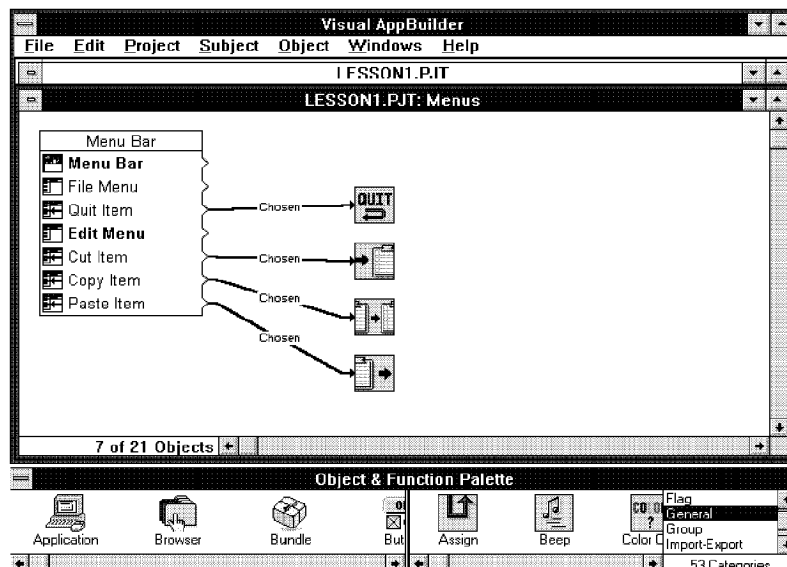 Visual AppBuilder
File Edit Project Subject Object Windows Help
LESSON1.PJT
LESSON1.PJT: Menus
Menu Bar
Menu Bar
File Menu
Quit Item
Edit Menu
Cut Item
Copy Item
Paste Item
Chosen
Chosen
Chosen
Chosen
QUIT
7 of 21 Objects
Object & Function Palette
Application Browser Bundle But
Assign Beep Color C
Flag
General
Group
Import-Export
53 Categories